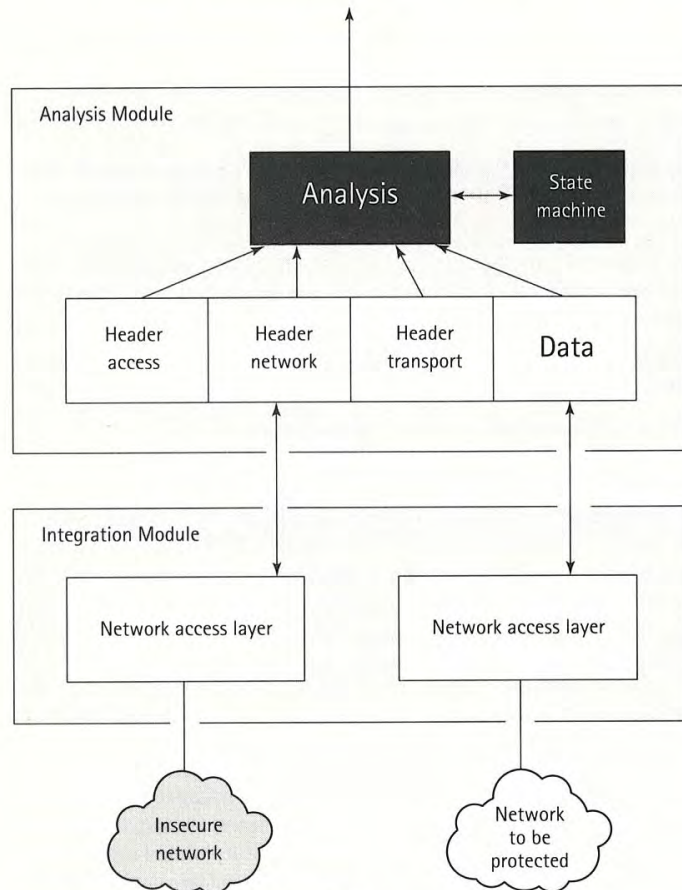 Analysis Module
Analysis
State
machine
Header
access
Header
network
Header
transport
Data
Integration Module
Network access layer
Network access layer
Insecure
network
Network
to be
protected